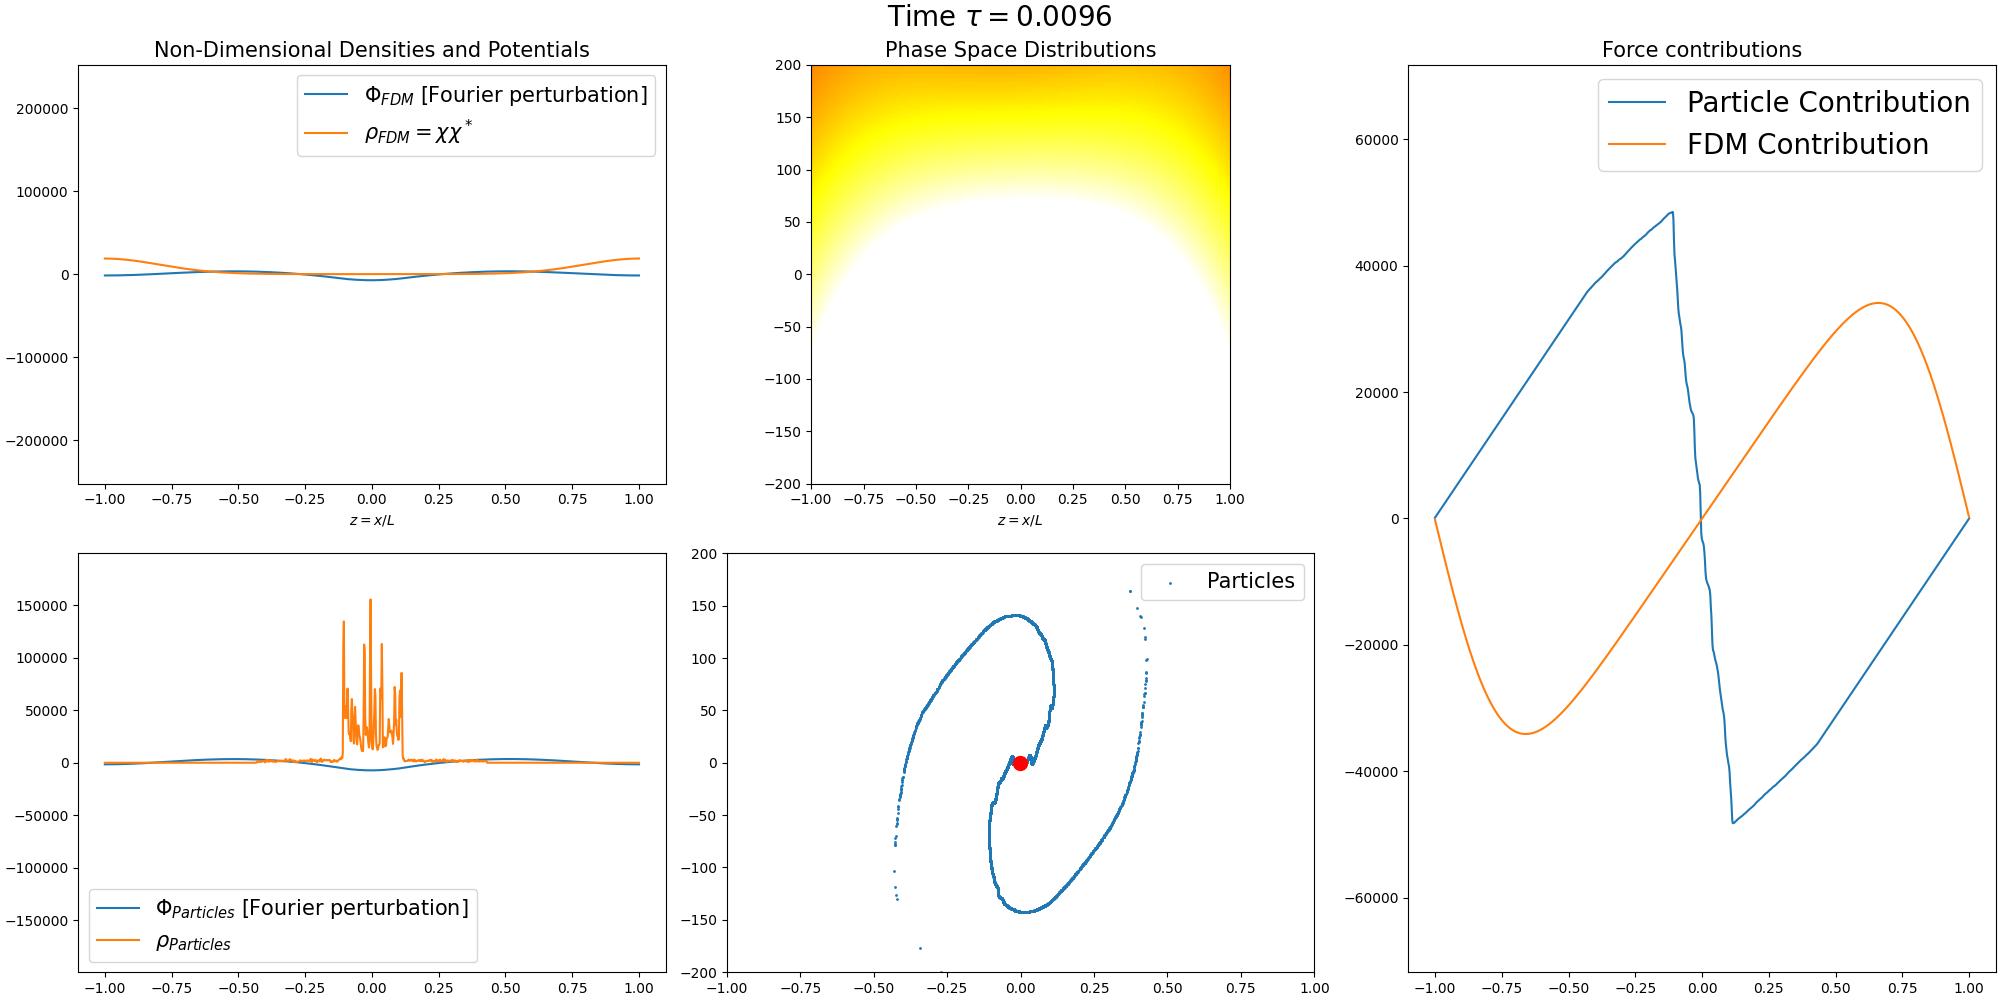 Time τ = 0.0096
Non-Dimensional Densities and Potentials
Φ_FDM [Fourier perturbation]
ρ_FDM = χχ*
200000
100000
0
−100000
−200000
−1.00 −0.75 −0.50 −0.25 0.00 0.25 0.50 0.75 1.00
z = x/L
Phase Space Distributions
200
150
100
50
0
−50
−100
−150
−200
−1.00 −0.75 −0.50 −0.25 0.00 0.25 0.50 0.75 1.00
z = x/L
Force contributions
Particle Contribution
FDM Contribution
60000
40000
20000
0
−20000
−40000
−60000
−1.00 −0.75 −0.50 −0.25 0.00 0.25 0.50 0.75 1.00
150000
100000
50000
0
−50000
−100000
−150000
Φ_Particles [Fourier perturbation]
ρ_Particles
−1.00 −0.75 −0.50 −0.25 0.00 0.25 0.50 0.75 1.00
Particles
200
150
100
50
0
−50
−100
−150
−200
−1.00 −0.75 −0.50 −0.25 0.00 0.25 0.50 0.75 1.00